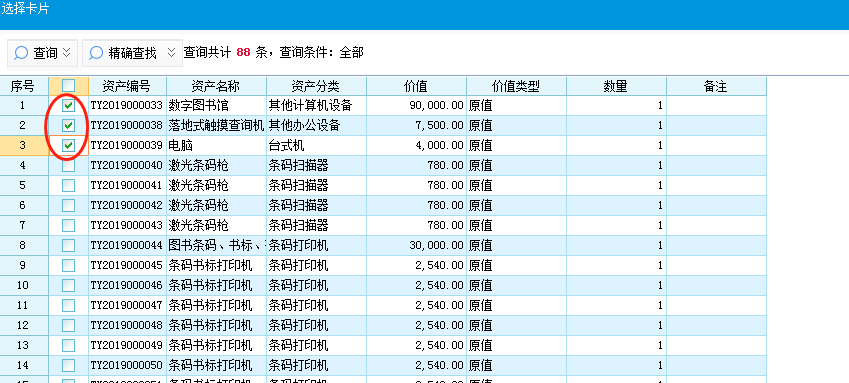 选择卡片
查询 精确查找 查询共计 88 条，查询条件：全部
序号 资产编号 资产名称 资产分类 价值 价值类型 数量 备注
1 TY2019000033 数字图书馆 其他计算机设备 90,000.00 原值 1
2 TY2019000038 落地式触摸查询机 其他办公设备 7,500.00 原值 1
3 TY2019000039 电脑 台式机 4,000.00 原值 1
4 TY2019000040 激光条码枪 条码扫描器 780.00 原值 1
5 TY2019000041 激光条码枪 条码扫描器 780.00 原值 1
6 TY2019000042 激光条码枪 条码扫描器 780.00 原值 1
7 TY2019000043 激光条码枪 条码扫描器 780.00 原值 1
8 TY2019000044 图书条码、书标、 条码打印机 30,000.00 原值 1
9 TY2019000045 条码书标打印机 条码打印机 2,540.00 原值 1
10 TY2019000046 条码书标打印机 条码打印机 2,540.00 原值 1
11 TY2019000047 条码书标打印机 条码打印机 2,540.00 原值 1
12 TY2019000048 条码书标打印机 条码打印机 2,540.00 原值 1
13 TY2019000049 条码书标打印机 条码打印机 2,540.00 原值 1
14 TY2019000050 条码书标打印机 条码打印机 2,540.00 原值 1